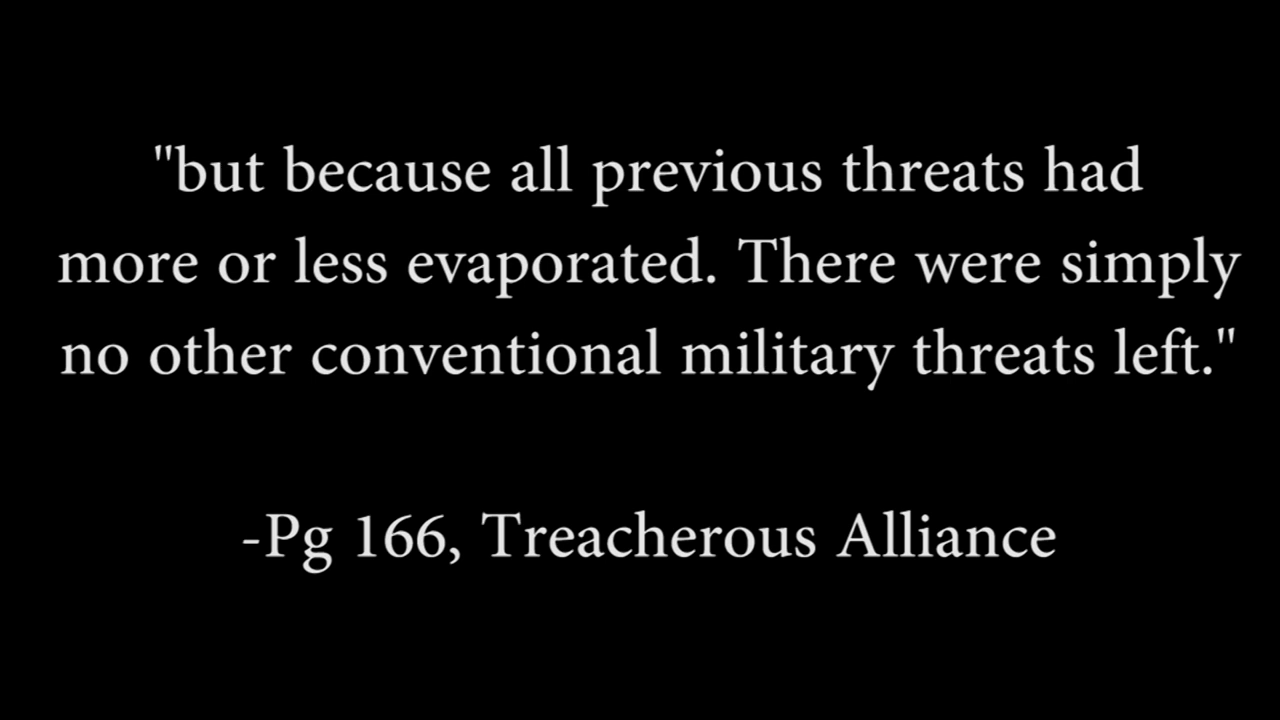 "but because all previous threats had
more or less evaporated. There were simply
no other conventional military threats left."
-Pg 166, Treacherous Alliance